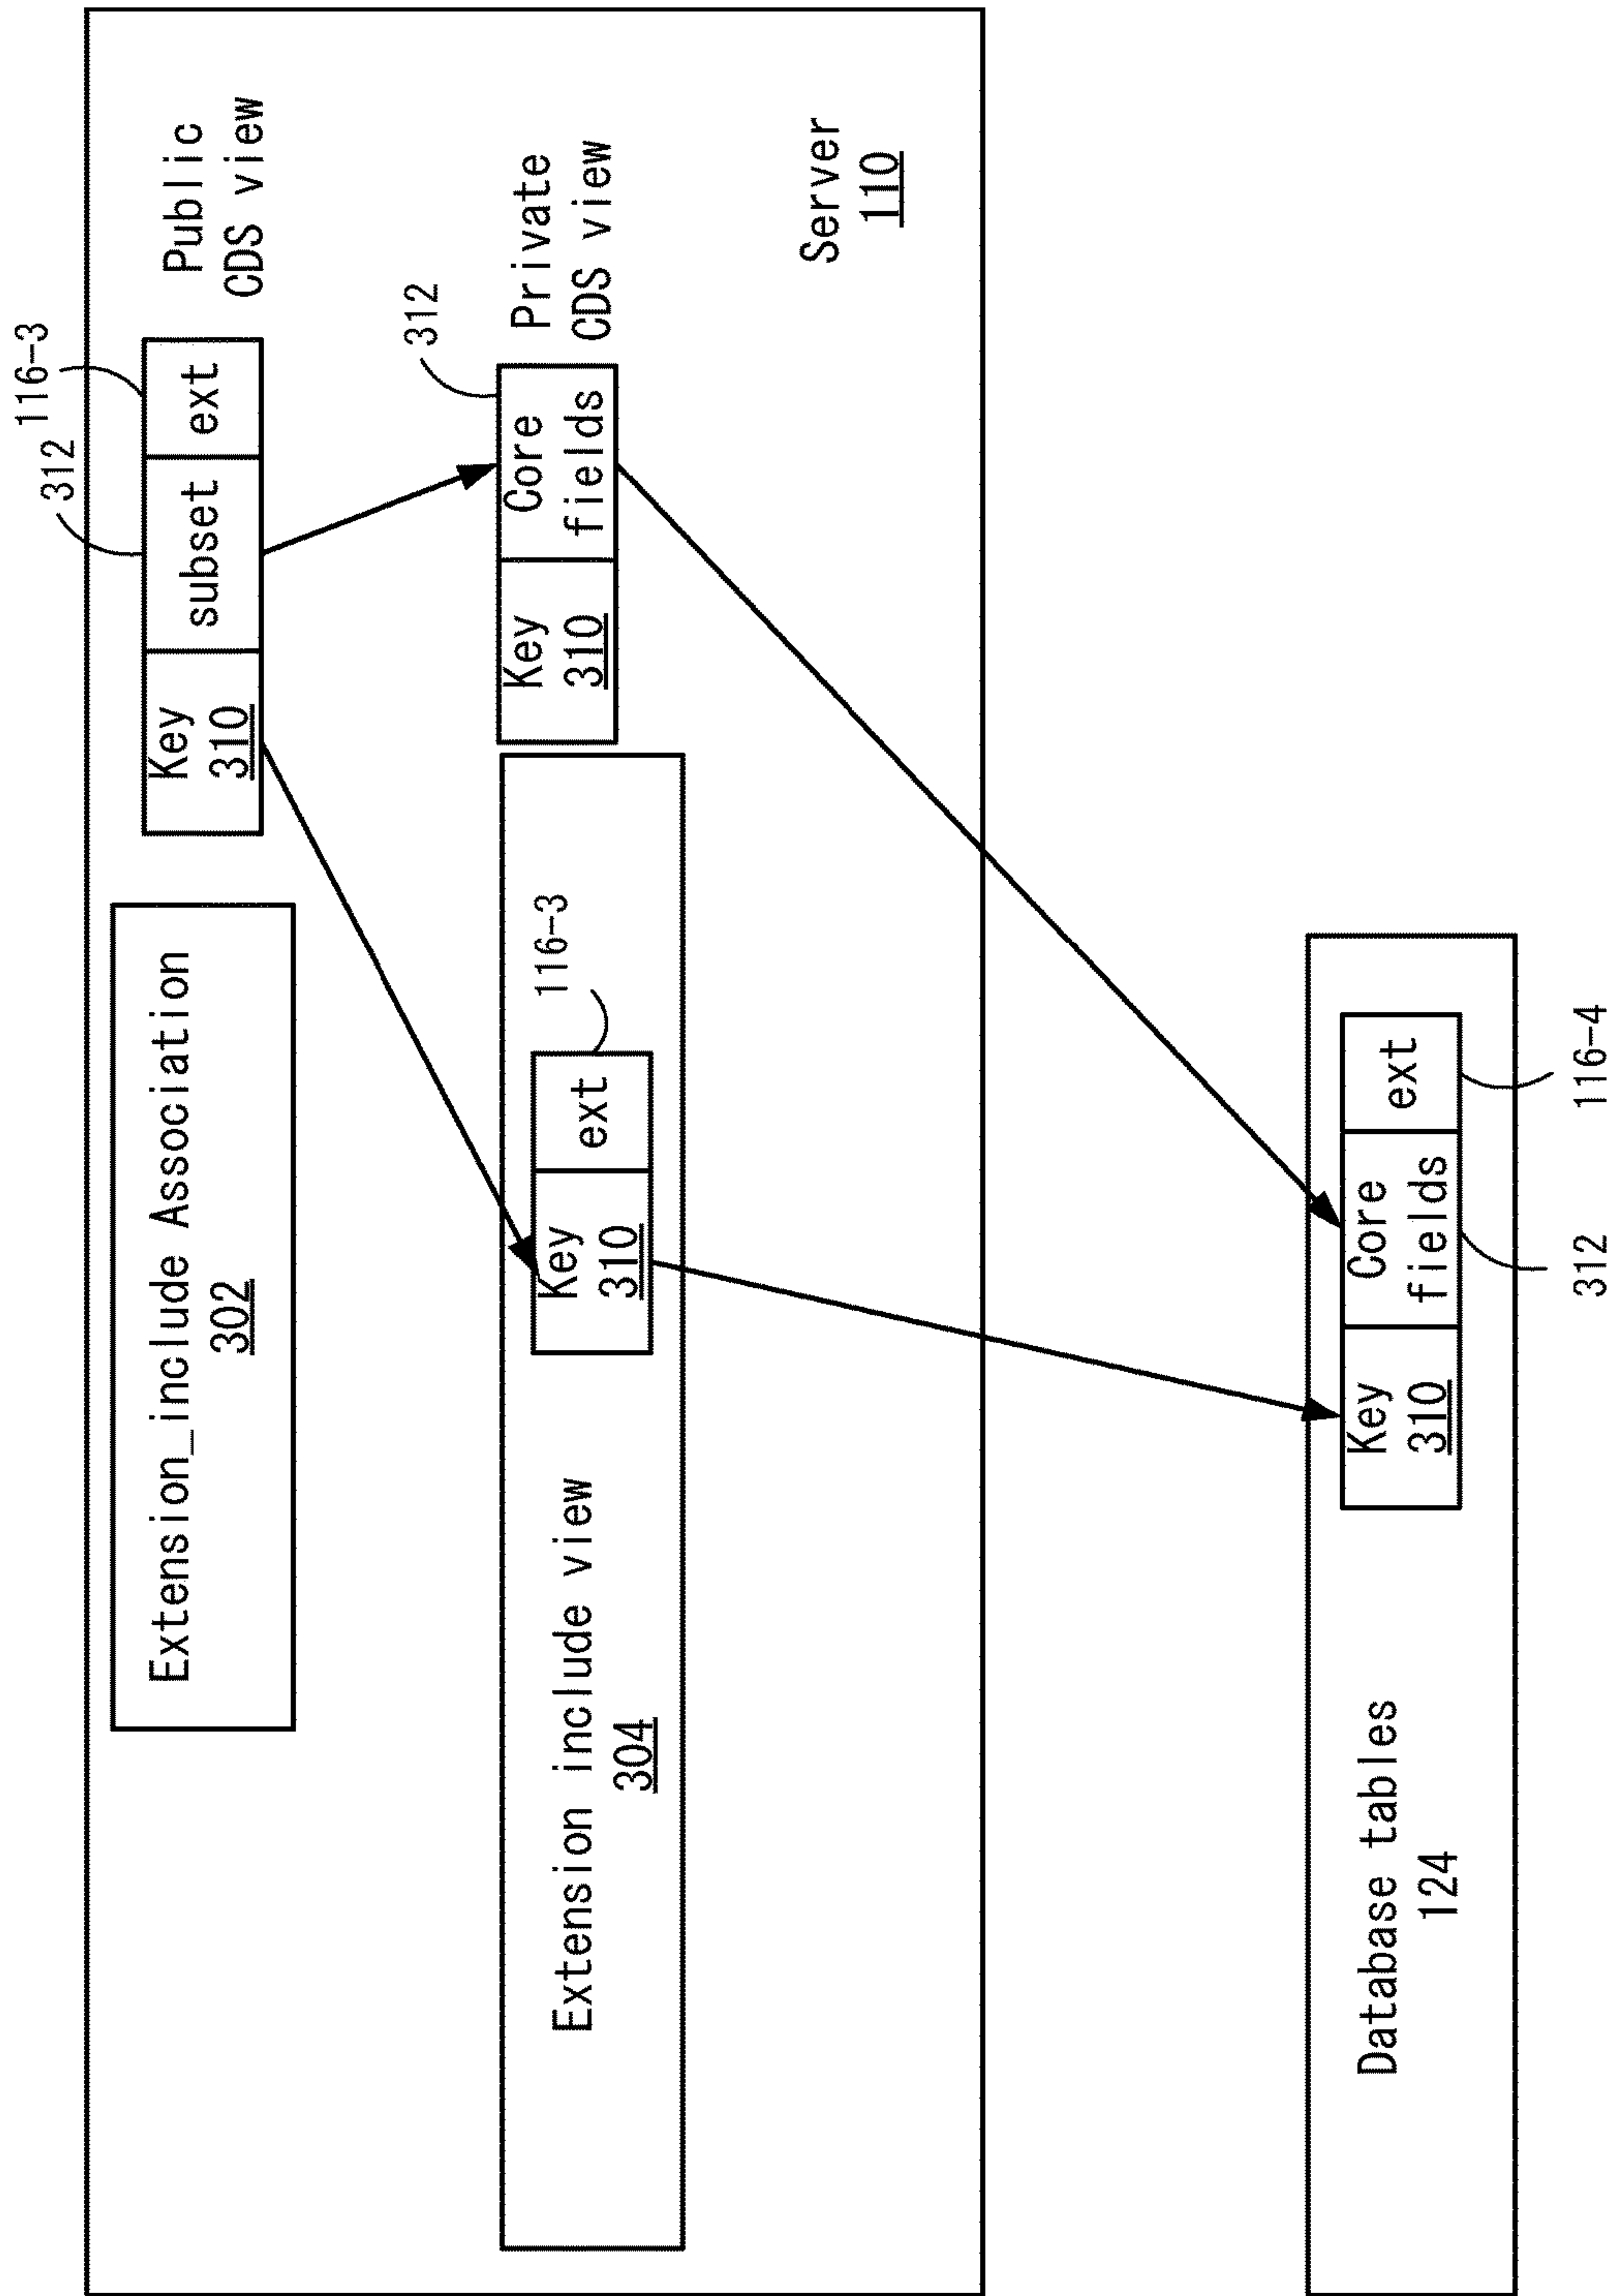 116-3
312
Extension_include Association
302
Key
310
subset
ext
Public
CDS view
312
Extension include view
304
Key
310
ext
116-3
Key
310
Core
fields
Private
CDS view
Server
110
Database tables
124
Key
310
Core
fields
ext
312
116-4